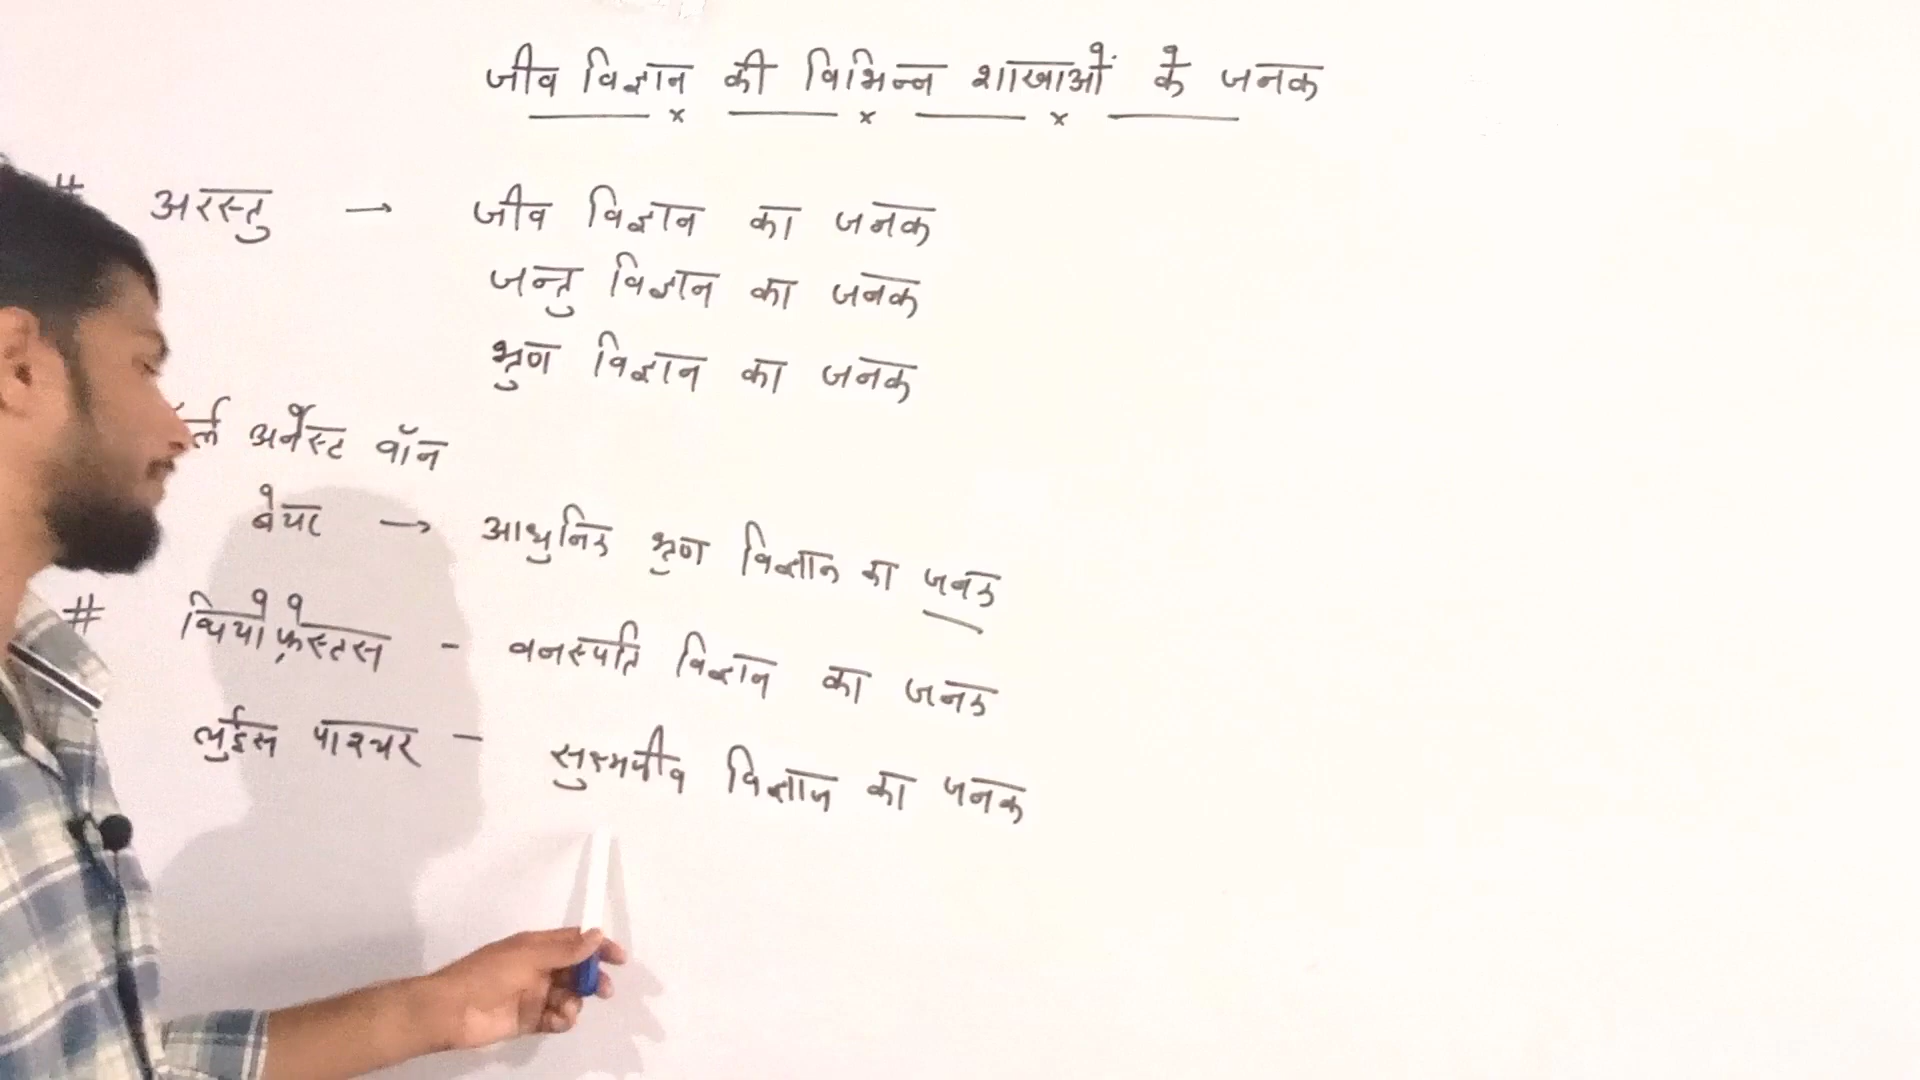 जीव विज्ञान की विभिन्न शाखाओं के जनक
# अरस्तु → जीव विज्ञान का जनक
जन्तु विज्ञान का जनक
भ्रुण विज्ञान का जनक
अर्नेस्ट वॉन
बेयर → आधुनिक भ्रुण विज्ञान का जनक
# थियोफ्रेस्टस - वनस्पति विज्ञान का जनक
लुईस पाश्चर - सुक्ष्मजीव विज्ञान का जनक